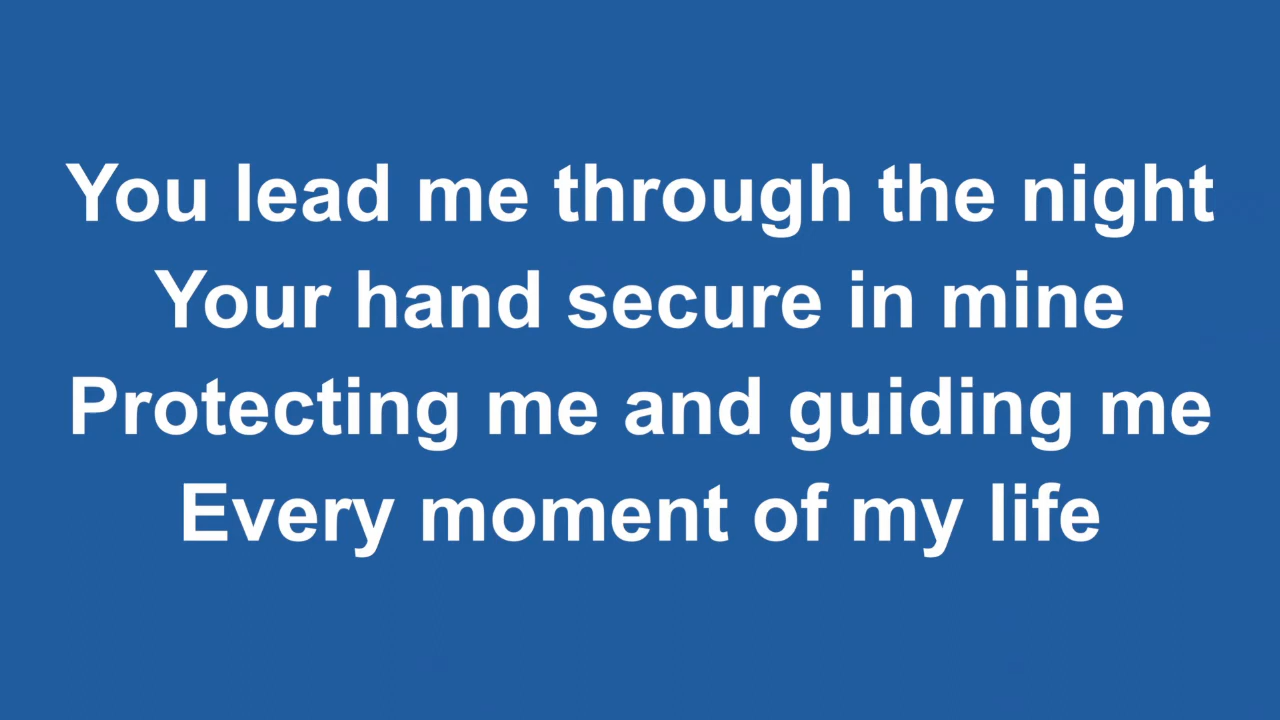 You lead me through the night
Your hand secure in mine
Protecting me and guiding me
Every moment of my life